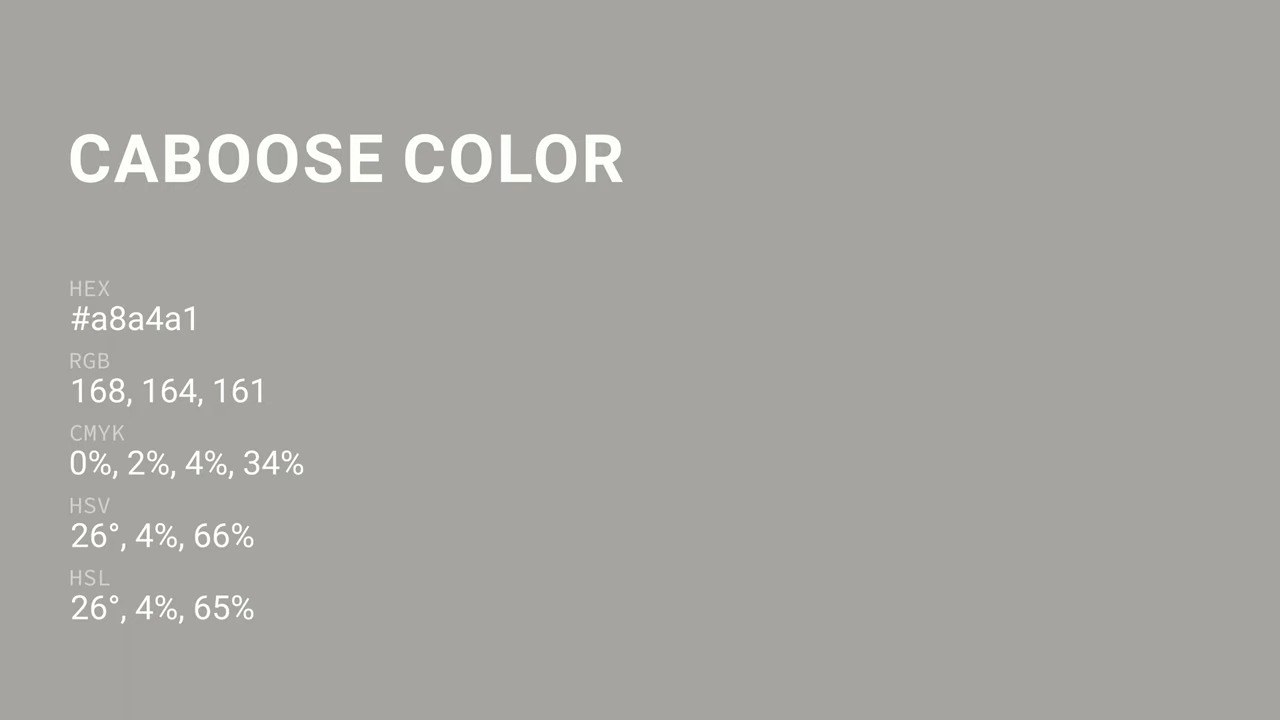 CABOOSE COLOR
HEX
#a8a4a1
RGB
168, 164, 161
CMYK
0%, 2%, 4%, 34%
HSV
26°, 4%, 66%
HSL
26°, 4%, 65%